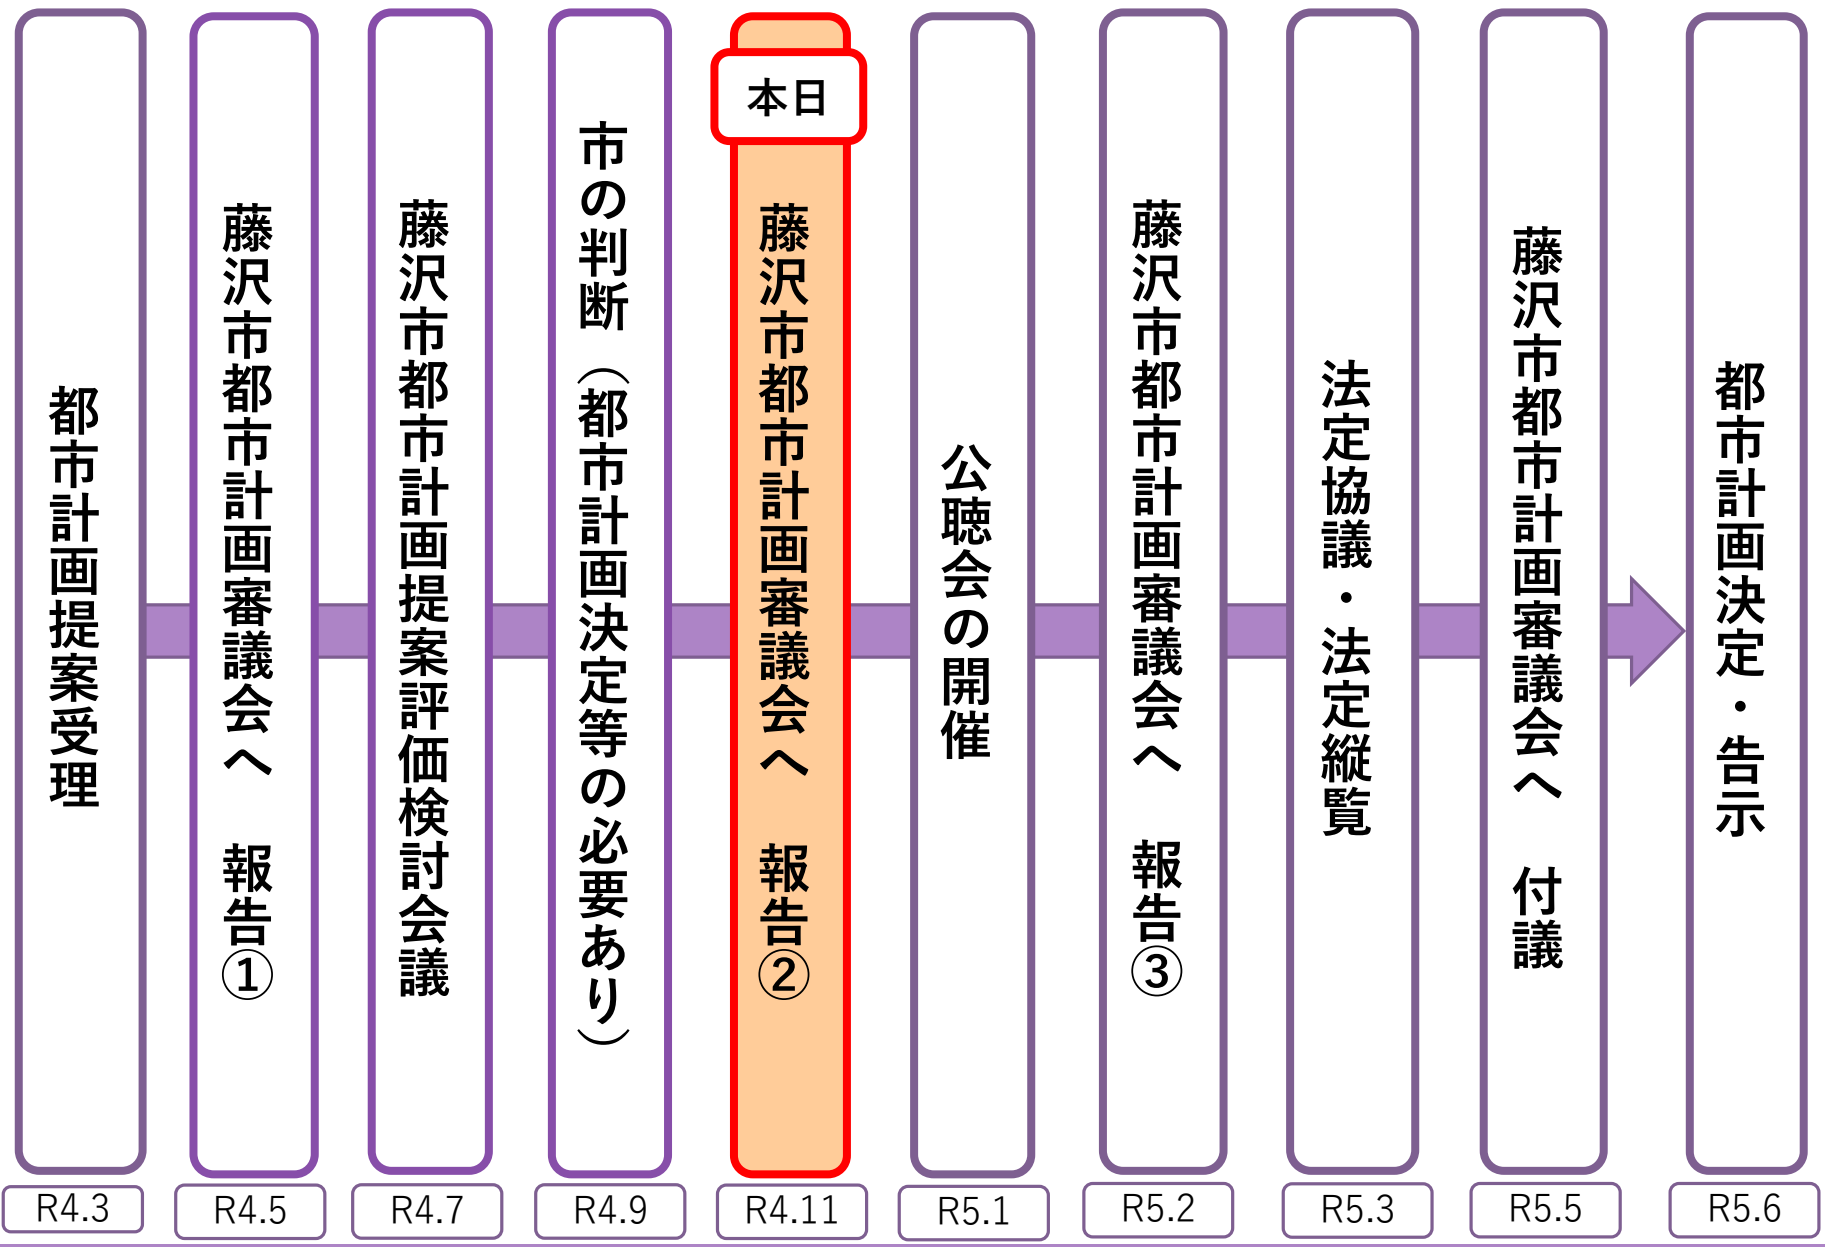 都市計画提案受理
R4.3
藤沢市都市計画審議会へ　報告①
R4.5
藤沢市都市計画提案評価検討会議
R4.7
市の判断（都市計画決定等の必要あり）
R4.9
本日
藤沢市都市計画審議会へ　報告②
R4.11
公聴会の開催
R5.1
藤沢市都市計画審議会へ　報告③
R5.2
法定協議・法定縦覧
R5.3
藤沢市都市計画審議会へ　付議
R5.5
都市計画決定・告示
R5.6